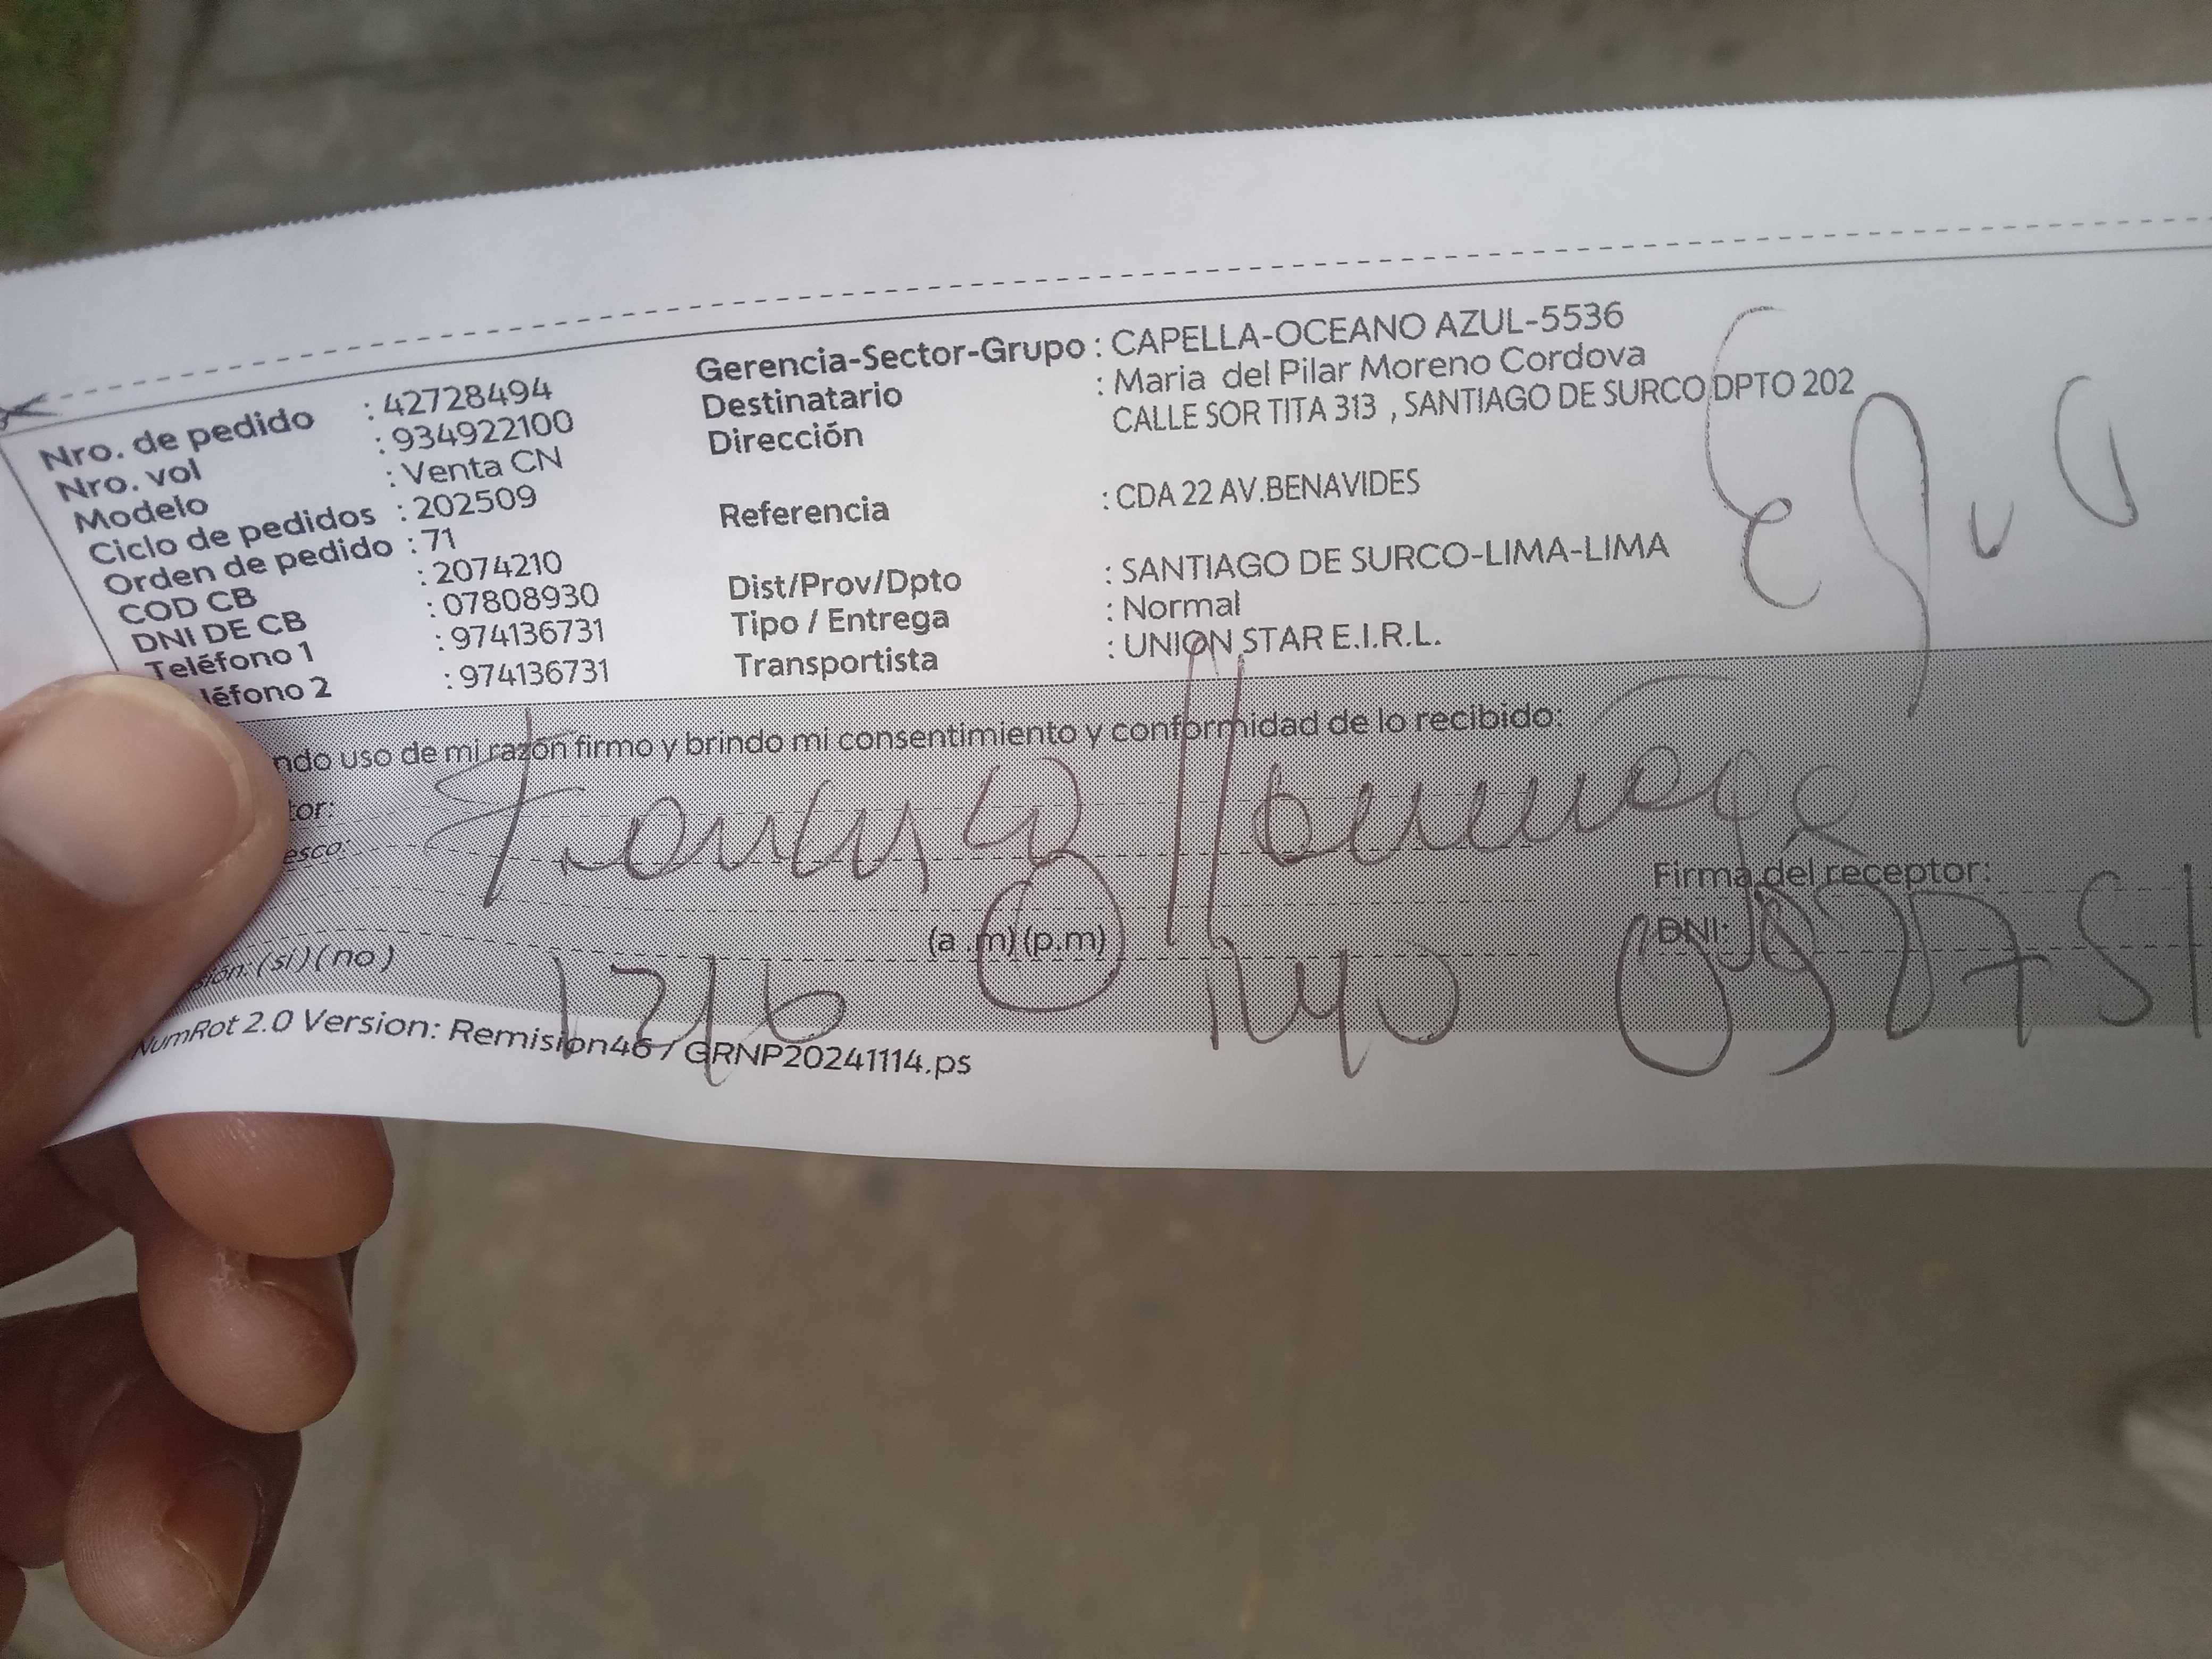 Nro. de pedido : 42728494
Nro. vol : 934922100
Modelo : Venta CN
Ciclo de pedidos : 202509
Orden de pedido : 71
COD CB : 2074210
DNI DE CB : 07808930
Teléfono 1 : 974136731
léfono 2 : 974136731
Gerencia-Sector-Grupo : CAPELLA-OCEANO AZUL-5536
Destinatario : Maria del Pilar Moreno Cordova
Dirección CALLE SOR TITA 313 , SANTIAGO DE SURCO DPTO 202
Referencia : CDA 22 AV.BENAVIDES
Dist/Prov/Dpto : SANTIAGO DE SURCO-LIMA-LIMA
Tipo / Entrega : Normal
Transportista : UNION STAR E.I.R.L.
ndo uso de mi razón firmo y brindo mi consentimiento y conformidad de lo recibido:
tor:
esco:
Firma del receptor:
(a .m) (p.m)
DNI:
sión: (si) (no)
NumRot 2.0 Version: Remision46 / GRNP20241114.ps